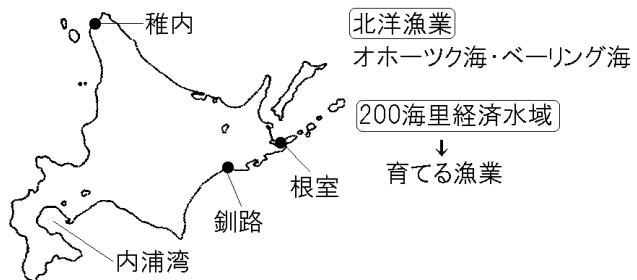 稚内
北洋漁業
オホーツク海・ベーリング海
200海里経済水域
↓
育てる漁業
根室
釧路
内浦湾